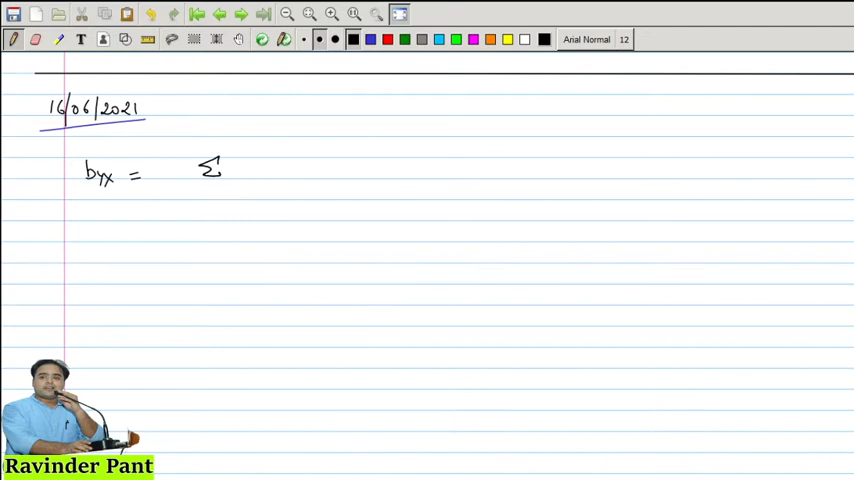 Arial Normal 12
16/06/2021
byx = Σ
Ravinder Pant